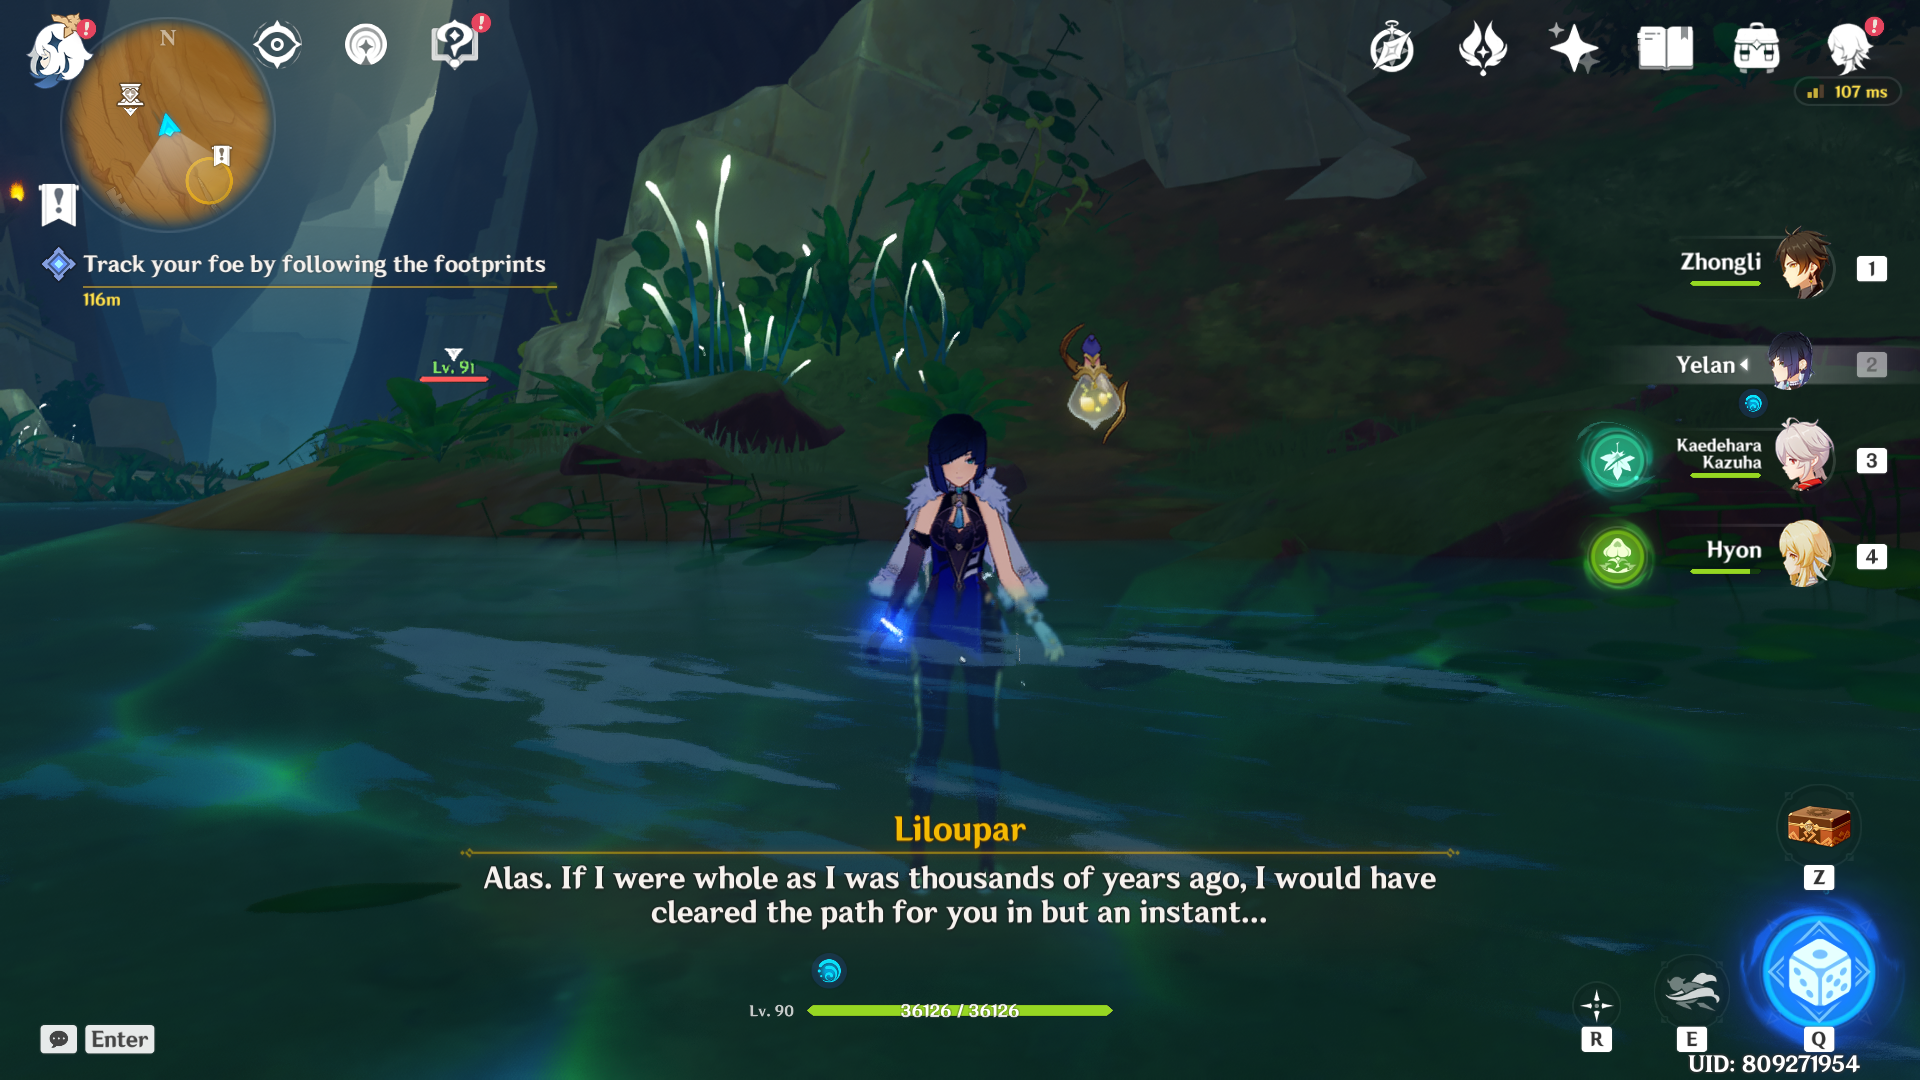 N
107 ms
Track your foe by following the footprints
116m
Lv. 91
Zhongli
1
Yelan
2
Kaedehara
Kazuha
3
Hyon
4
Liloupar
Alas. If I were whole as I was thousands of years ago, I would have
cleared the path for you in but an instant...
Z
Lv. 90
36126 / 36126
Enter
R
E
Q
UID: 809271954